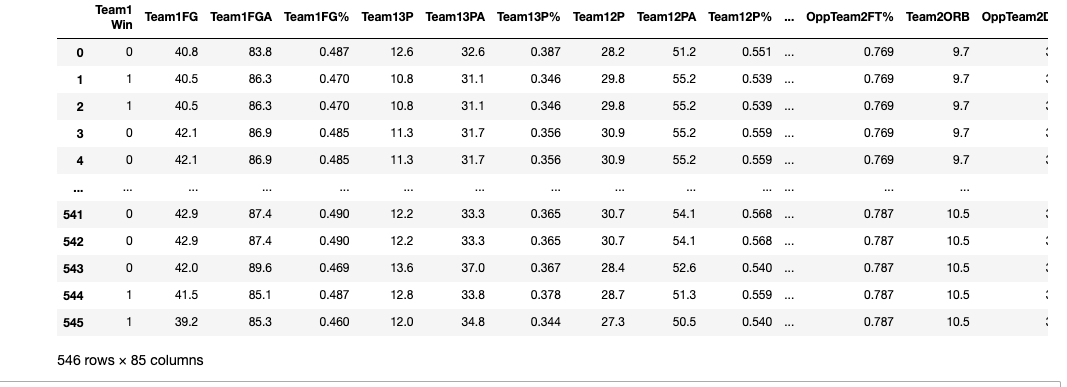 Team1 Win Team1FG Team1FGA Team1FG% Team13P Team13PA Team13P% Team12P Team12PA Team12P% ... OppTeam2FT% Team2ORB OppTeam2D
0 0 40.8 83.8 0.487 12.6 32.6 0.387 28.2 51.2 0.551 ... 0.769 9.7
1 1 40.5 86.3 0.470 10.8 31.1 0.346 29.8 55.2 0.539 ... 0.769 9.7
2 1 40.5 86.3 0.470 10.8 31.1 0.346 29.8 55.2 0.539 ... 0.769 9.7
3 0 42.1 86.9 0.485 11.3 31.7 0.356 30.9 55.2 0.559 ... 0.769 9.7
4 0 42.1 86.9 0.485 11.3 31.7 0.356 30.9 55.2 0.559 ... 0.769 9.7
... ... ... ... ... ... ... ... ... ... ... ... ... ...
541 0 42.9 87.4 0.490 12.2 33.3 0.365 30.7 54.1 0.568 ... 0.787 10.5
542 0 42.9 87.4 0.490 12.2 33.3 0.365 30.7 54.1 0.568 ... 0.787 10.5
543 0 42.0 89.6 0.469 13.6 37.0 0.367 28.4 52.6 0.540 ... 0.787 10.5
544 1 41.5 85.1 0.487 12.8 33.8 0.378 28.7 51.3 0.559 ... 0.787 10.5
545 1 39.2 85.3 0.460 12.0 34.8 0.344 27.3 50.5 0.540 ... 0.787 10.5
546 rows × 85 columns